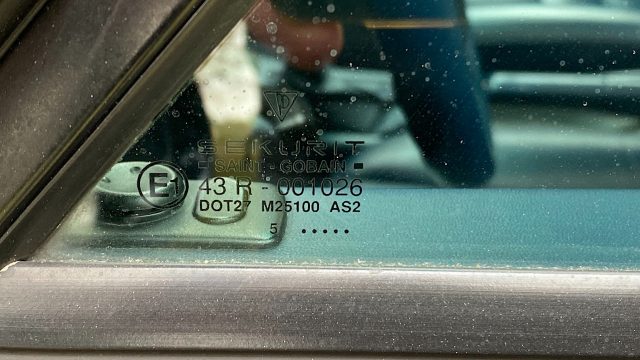 SEKURIT
SAINT-GOBAIN
E1 43 R - 001026
DOT27 M25100 AS2
5 .....